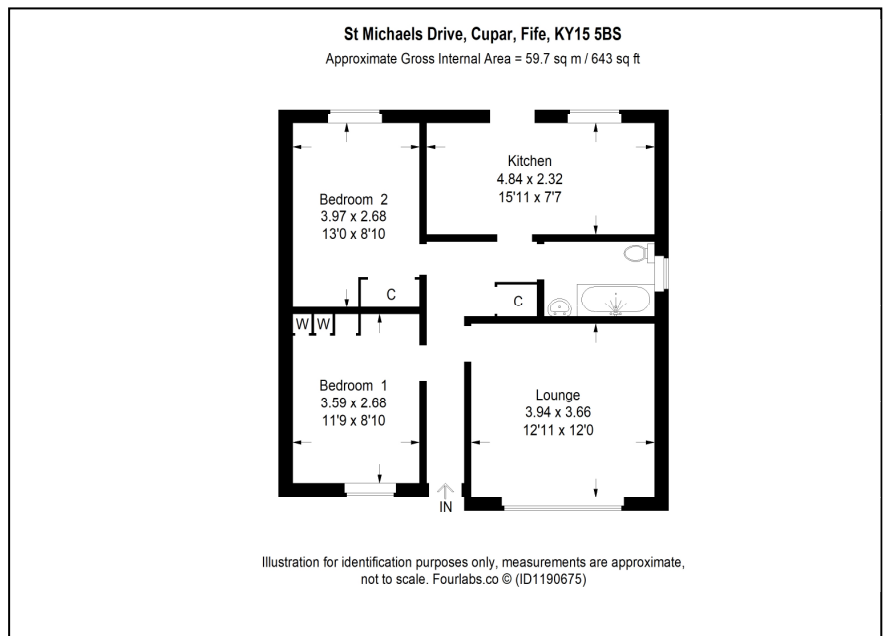 St Michaels Drive, Cupar, Fife, KY15 5BS
Approximate Gross Internal Area = 59.7 sq m / 643 sq ft
Kitchen
4.84 x 2.32
15'11 x 7'7
Bedroom 2
3.97 x 2.68
13'0 x 8'10
C
C
W W
Bedroom 1
3.59 x 2.68
11'9 x 8'10
Lounge
3.94 x 3.66
12'11 x 12'0
IN
Illustration for identification purposes only, measurements are approximate,
not to scale. Fourlabs.co © (ID1190675)